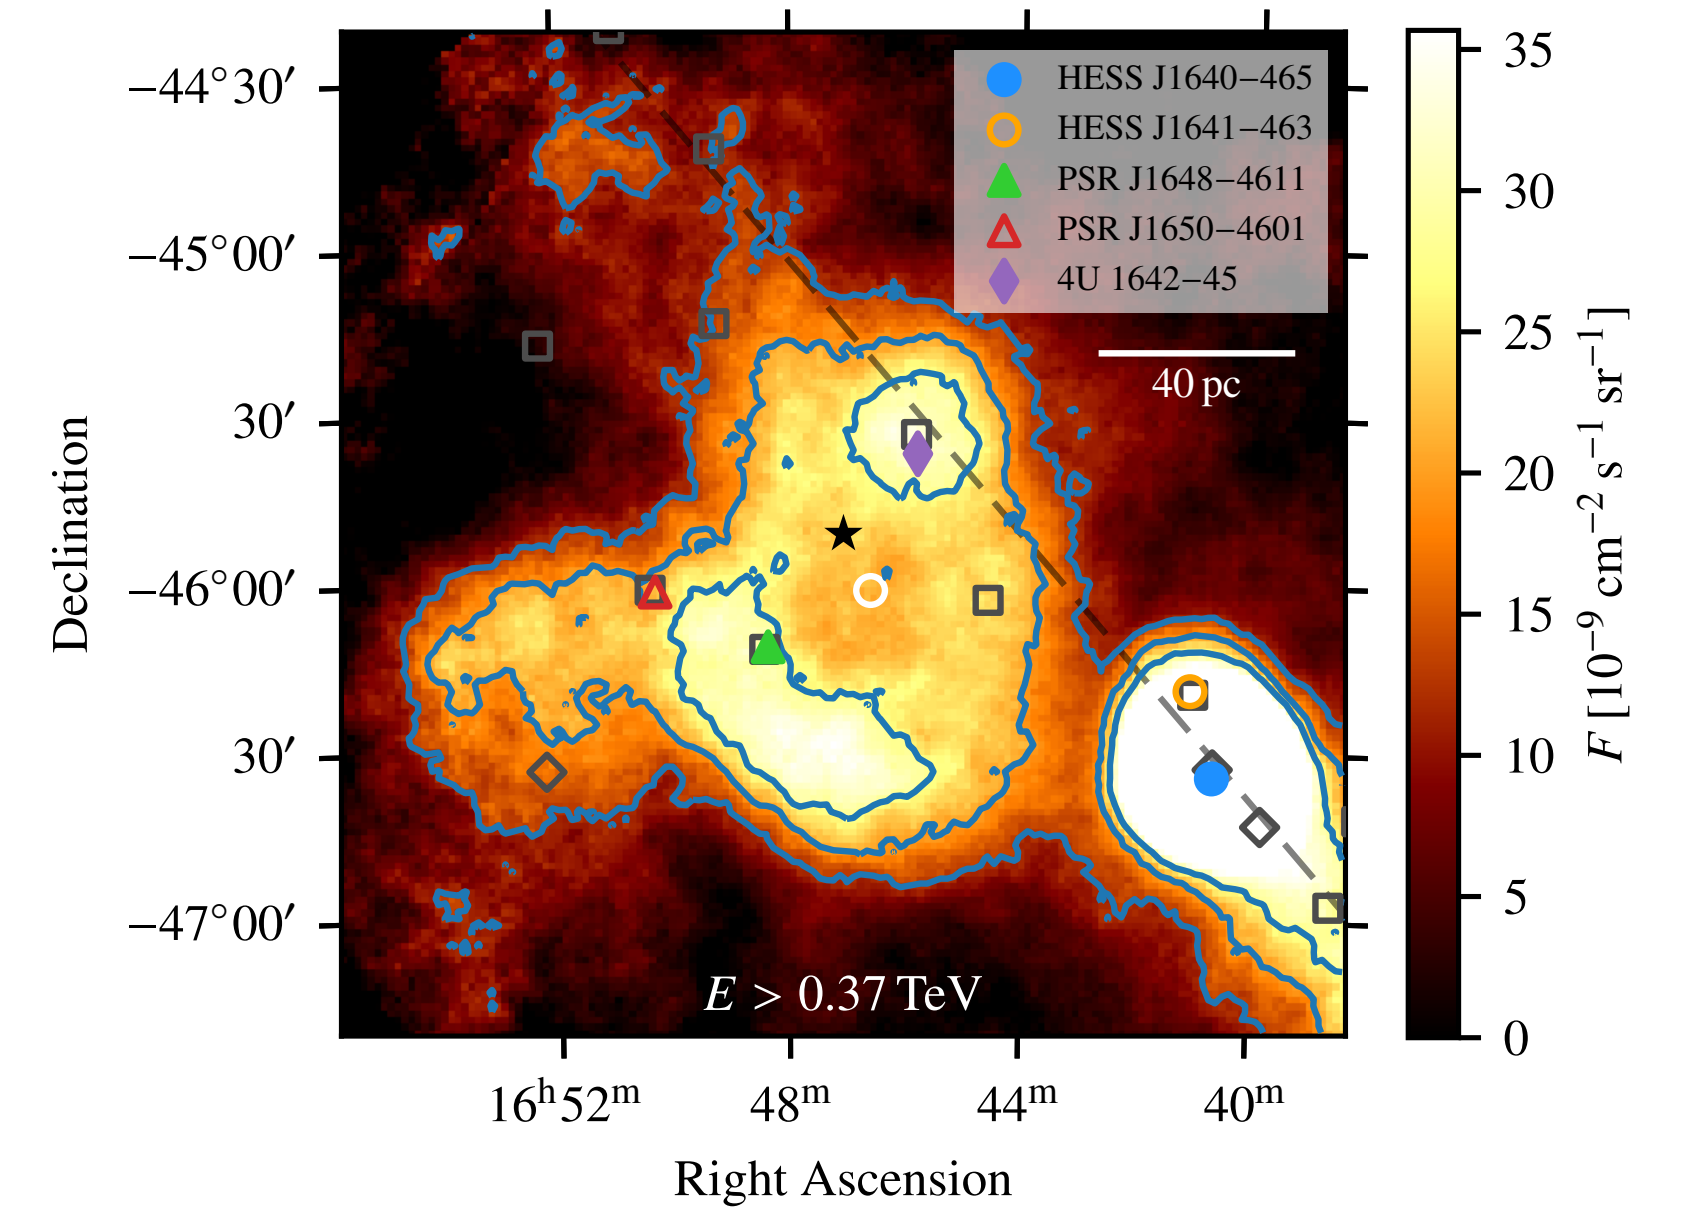 HESS J1640−465
HESS J1641−463
PSR J1648−4611
PSR J1650−4601
4U 1642−45
40 pc
E > 0.37 TeV
−44°30′
−45°00′
30′
−46°00′
30′
−47°00′
Declination
16ʰ52ᵐ
48ᵐ
44ᵐ
40ᵐ
Right Ascension
35
30
25
20
15
10
5
0
F [10⁻⁹ cm⁻² s⁻¹ sr⁻¹]